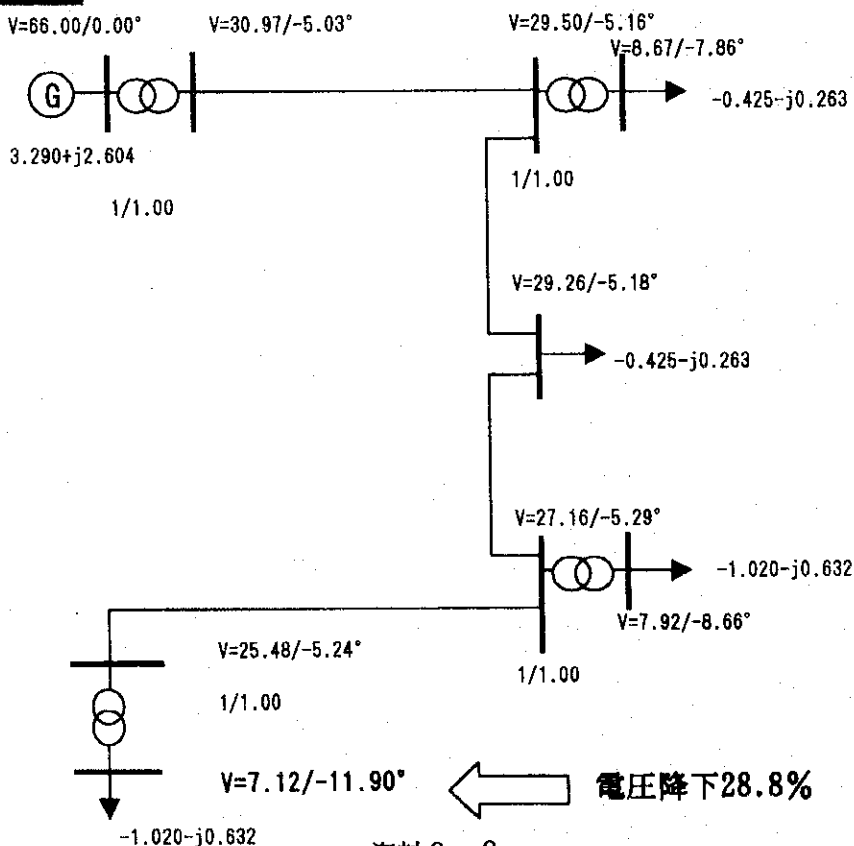 V=66.00/0.00°
V=30.97/-5.03°
V=29.50/-5.16°
V=8.67/-7.86°
G
-0.425-j0.263
3.290+j2.604
1/1.00
1/1.00
V=29.26/-5.18°
-0.425-j0.263
V=27.16/-5.29°
-1.020-j0.632
V=7.92/-8.66°
V=25.48/-5.24°
1/1.00
1/1.00
V=7.12/-11.90°
電圧降下28.8%
-1.020-j0.632